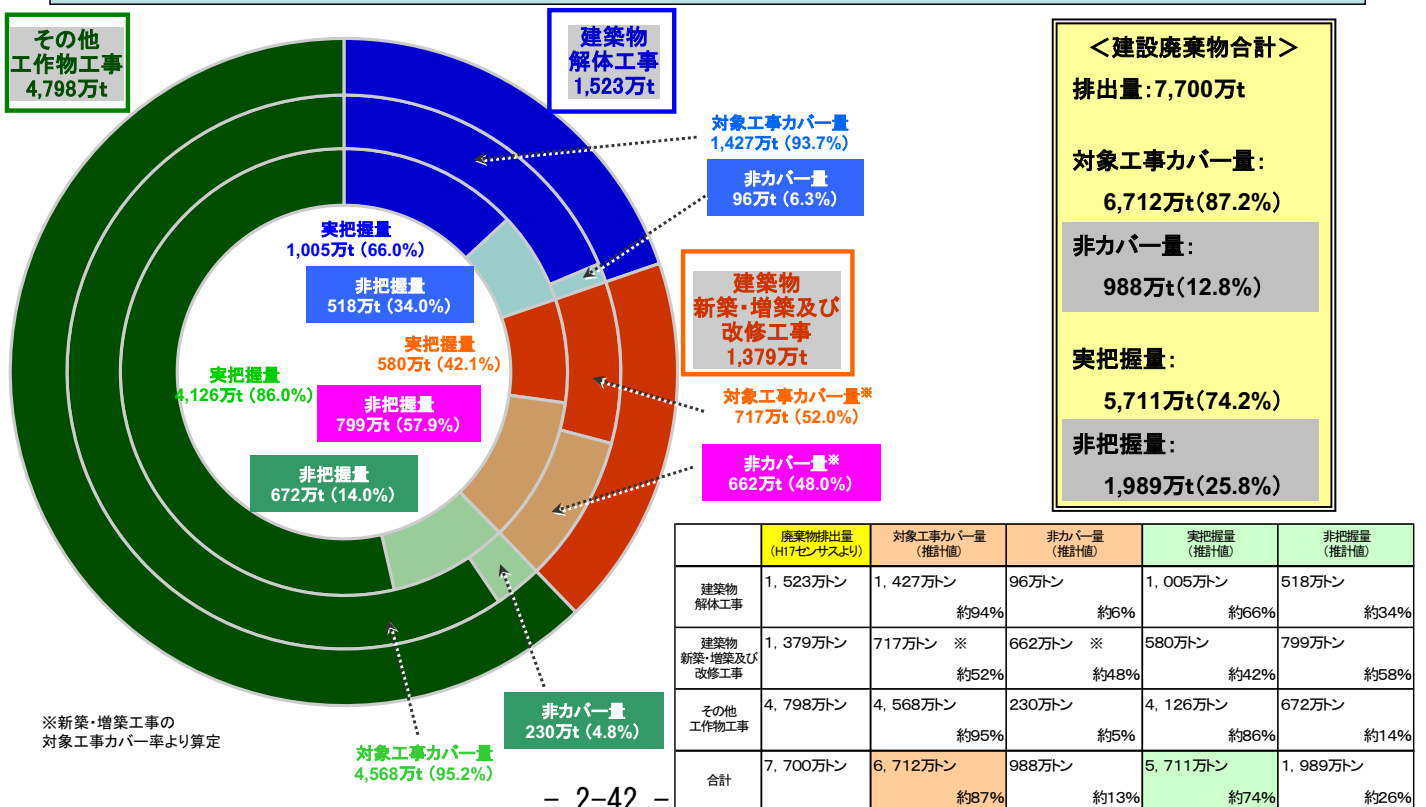 その他
工作物工事
4,798万t
建築物
解体工事
1,523万t
対象工事カバー量
1,427万t (93.7%)
非カバー量
96万t (6.3%)
実把握量
1,005万t (66.0%)
非把握量
518万t (34.0%)
建築物
新築・増築及び
改修工事
1,379万t
実把握量
580万t (42.1%)
実把握量
4,126万t (86.0%)
非把握量
799万t (57.9%)
対象工事カバー量※
717万t (52.0%)
非把握量
672万t (14.0%)
非カバー量※
662万t (48.0%)
非カバー量
230万t (4.8%)
対象工事カバー量
4,568万t (95.2%)
※新築・増築工事の
対象工事カバー率より算定
＜建設廃棄物合計＞
排出量:7,700万t
対象工事カバー量:
6,712万t(87.2%)
非カバー量:
988万t(12.8%)
実把握量:
5,711万t(74.2%)
非把握量:
1,989万t(25.8%)
廃棄物排出量
(H17センサスより)
対象工事カバー量
(推計値)
非カバー量
(推計値)
実把握量
(推計値)
非把握量
(推計値)
建築物
解体工事
1,523万トン 1,427万トン 96万トン 1,005万トン 518万トン
約94% 約6% 約66% 約34%
建築物
新築・増築及び
改修工事
1,379万トン 717万トン ※ 662万トン ※ 580万トン 799万トン
約52% 約48% 約42% 約58%
その他
工作物工事
4,798万トン 4,568万トン 230万トン 4,126万トン 672万トン
約95% 約5% 約86% 約14%
合計
7,700万トン 6,712万トン 988万トン 5,711万トン 1,989万トン
約87% 約13% 約74% 約26%
- 2-42 -